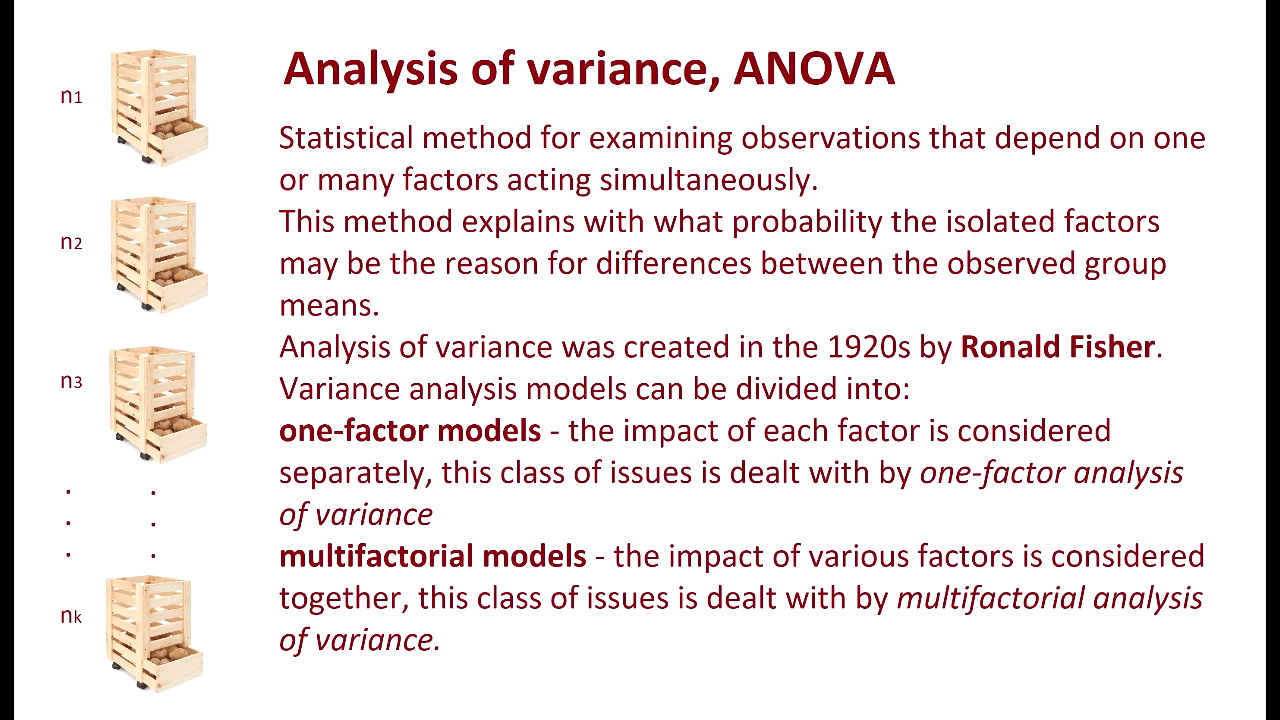 Analysis of variance, ANOVA
Statistical method for examining observations that depend on one
or many factors acting simultaneously.
This method explains with what probability the isolated factors
may be the reason for differences between the observed group
means.
Analysis of variance was created in the 1920s by Ronald Fisher.
Variance analysis models can be divided into:
one-factor models - the impact of each factor is considered
separately, this class of issues is dealt with by one-factor analysis
of variance
multifactorial models - the impact of various factors is considered
together, this class of issues is dealt with by multifactorial analysis
of variance.
n1
n2
n3
. .
. .
. .
nk